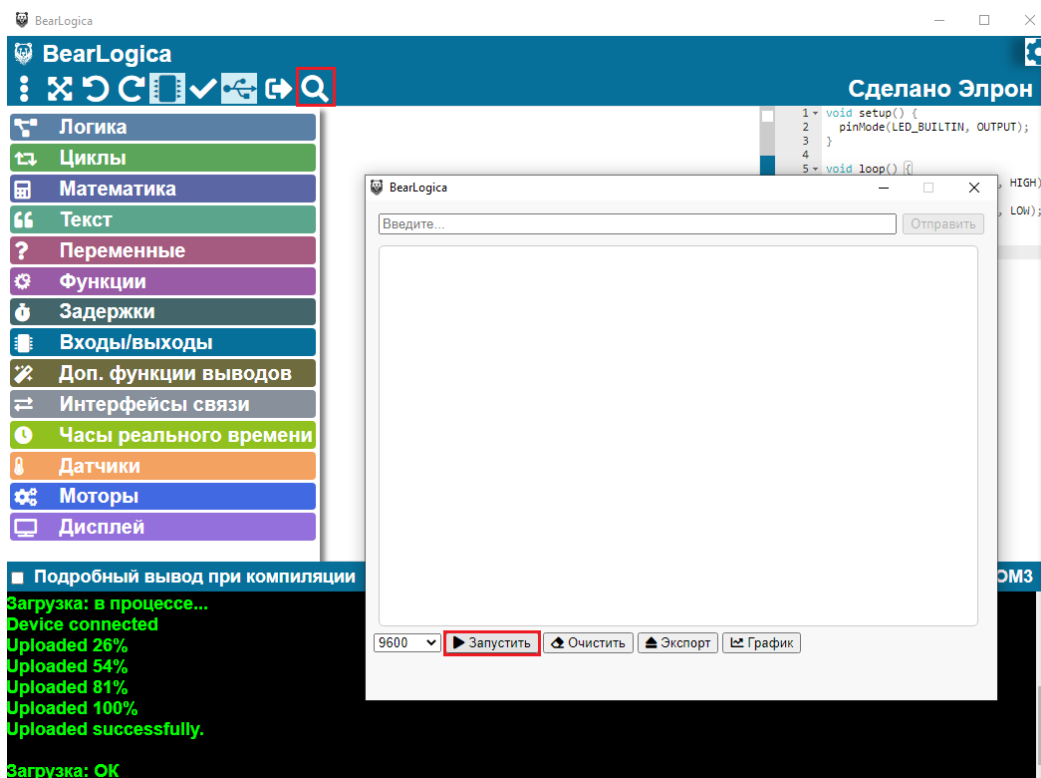 BearLogica
BearLogica
Сделано Элрон
Логика
Циклы
Математика
Текст
Переменные
Функции
Задержки
Входы/выходы
Доп. функции выводов
Интерфейсы связи
Часы реального времени
Датчики
Моторы
Дисплей
1 void setup() {
2 pinMode(LED_BUILTIN, OUTPUT);
3 }
4
5 void loop() {
, HIGH)
, LOW);
BearLogica
Введите...
Отправить
9600
Запустить
Очистить
Экспорт
График
Подробный вывод при компиляции
OM3
Загрузка: в процессе...
Device connected
Uploaded 26%
Uploaded 54%
Uploaded 81%
Uploaded 100%
Uploaded successfully.
Загрузка: ОК